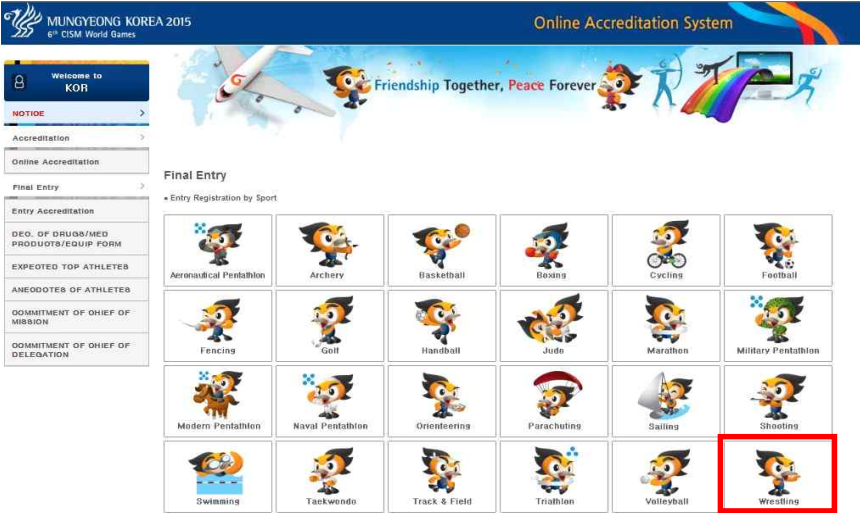 MUNGYEONG KOREA 2015
6th CISM World Games
Online Accreditation System
Welcome to
KOR
NOTICE
Accreditation
Online Accreditation
Final Entry
Entry Accreditation
DEC. OF DRUGS/MED
PRODUCTS/EQUIP FORM
EXPECTED TOP ATHLETES
ANECDOTES OF ATHLETES
COMMITMENT OF CHIEF OF
MISSION
COMMITMENT OF CHIEF OF
DELEGATION
Friendship Together, Peace Forever
Final Entry
Entry Registration by Sport
Aeronautical Pentathlon
Archery
Basketball
Boxing
Cycling
Football
Fencing
Golf
Handball
Judo
Marathon
Military Pentathlon
Modern Pentathlon
Naval Pentathlon
Orienteering
Parachuting
Sailing
Shooting
Swimming
Taekwondo
Track & Field
Triathlon
Volleyball
Wrestling